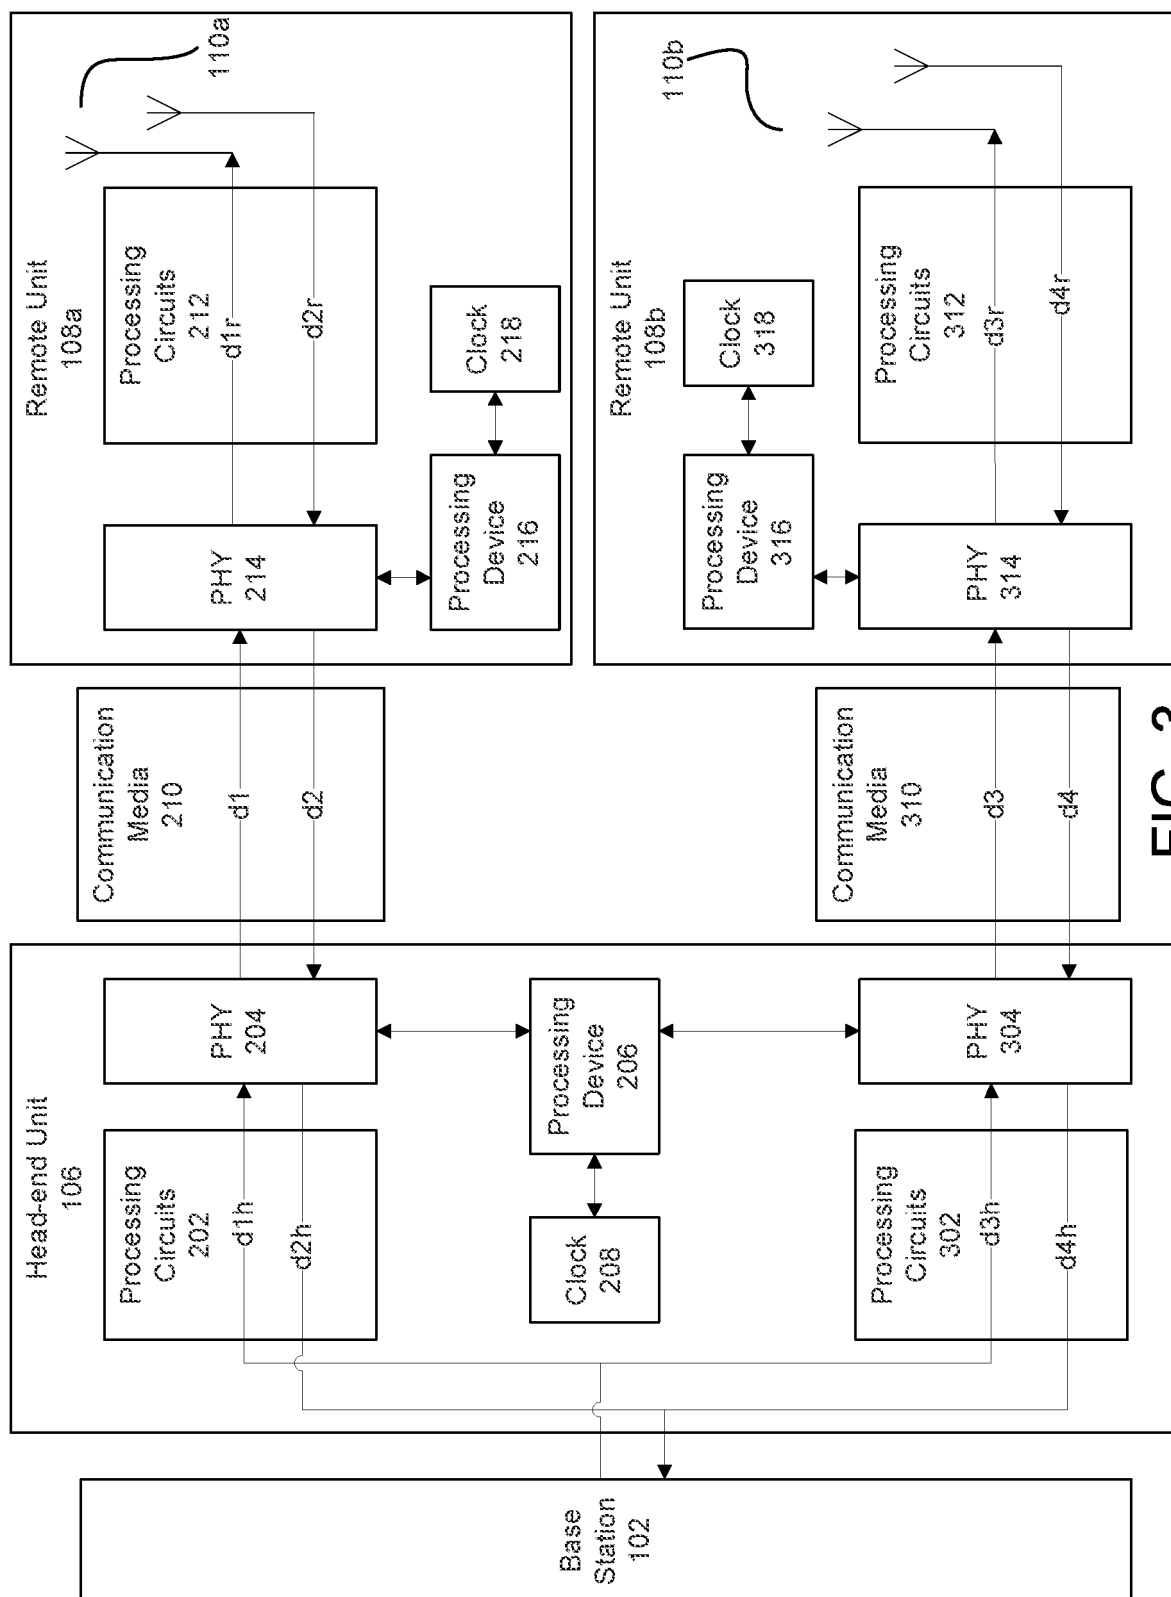 Base
Station
102
Head-end Unit
106
Processing
Circuits
202
d1h
d2h
PHY
204
Clock
208
Processing
Device
206
Processing
Circuits
302
d3h
d4h
PHY
304
Communication
Media
210
d1
d2
Communication
Media
310
d3
d4
Remote Unit
108a
PHY
214
Processing
Circuits
212
d1r
d2r
Processing
Device
216
Clock
218
110a
Remote Unit
108b
Processing
Device
316
Clock
318
PHY
314
Processing
Circuits
312
d3r
d4r
110b
FIG. 3